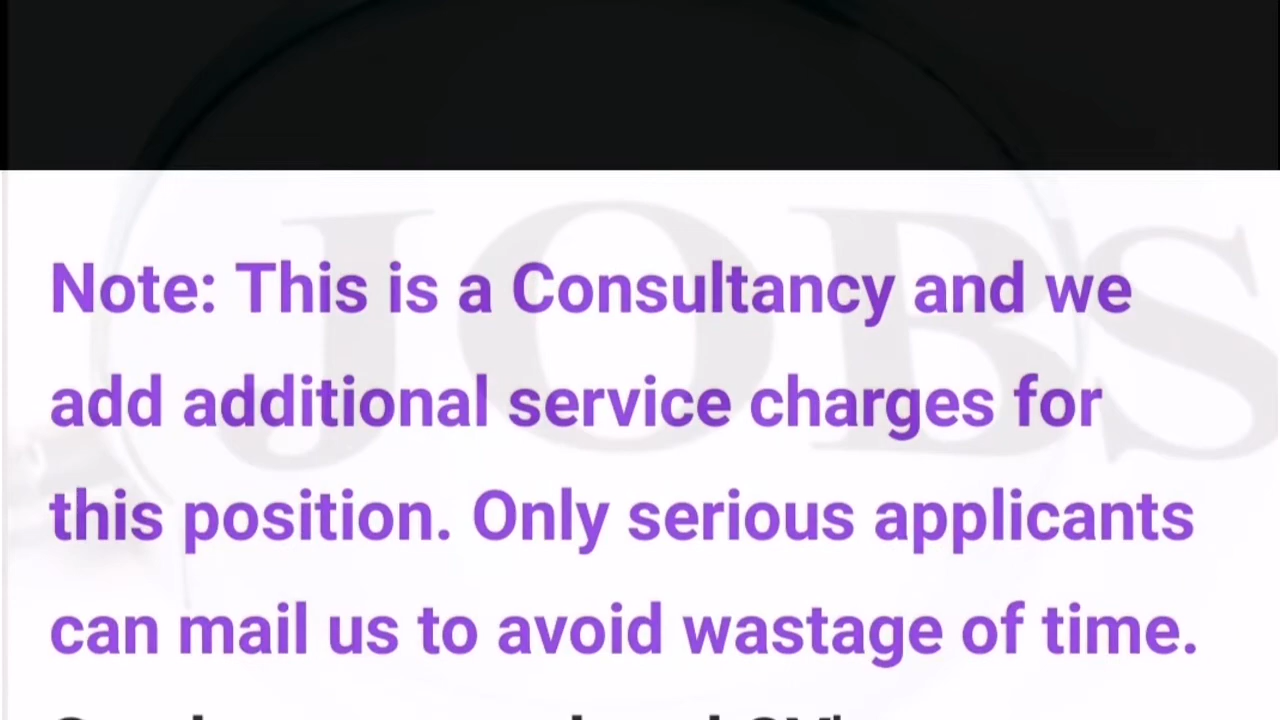 JOBS
Note: This is a Consultancy and we
add additional service charges for
this position. Only serious applicants
can mail us to avoid wastage of time.